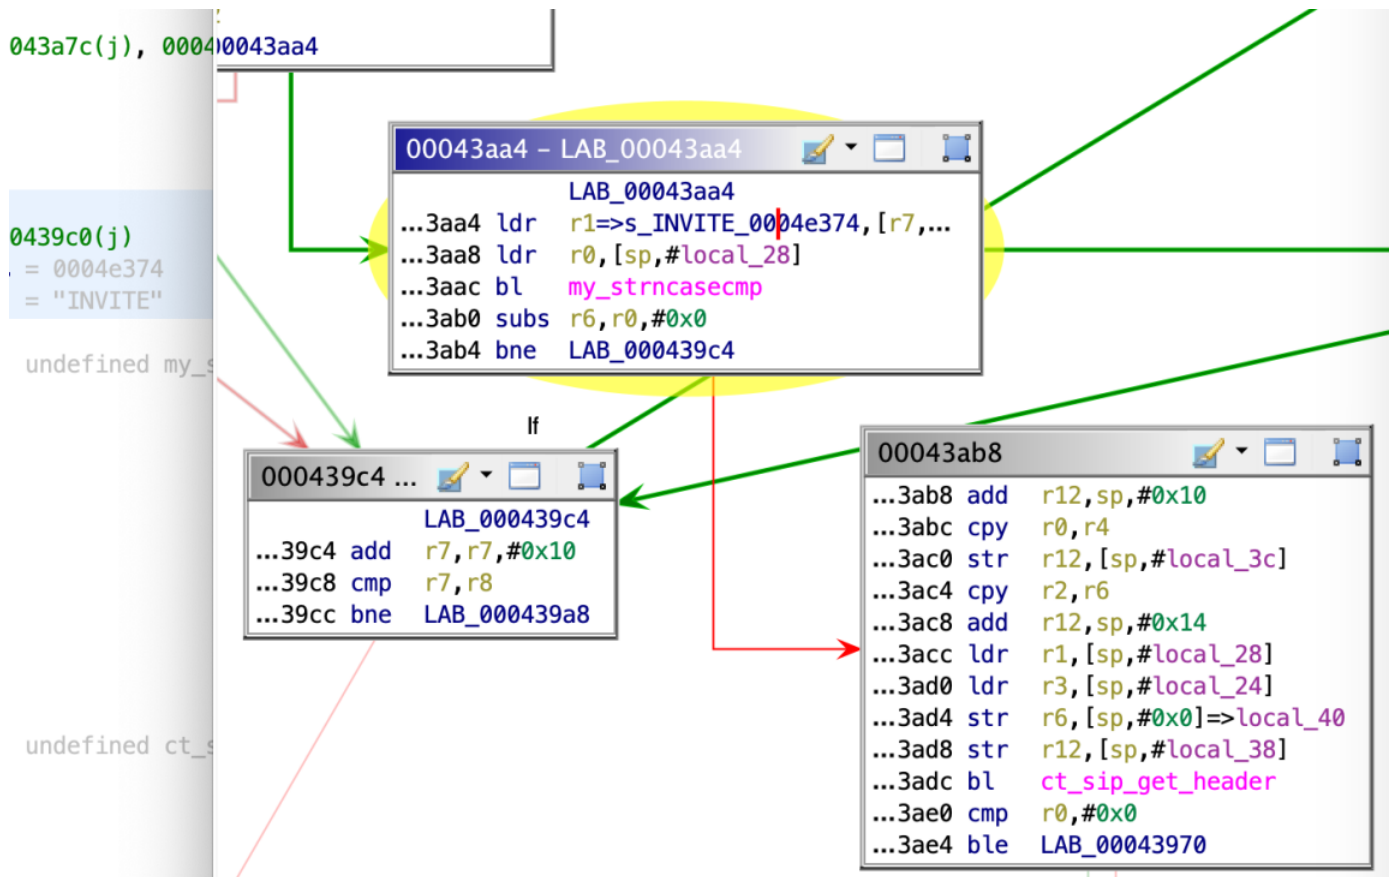 043a7c(j), 0004
00043aa4
0439c0(j)
= 0004e374
= "INVITE"
undefined my_s
undefined ct_s
00043aa4 – LAB_00043aa4
LAB_00043aa4
...3aa4 ldr r1=>s_INVITE_0004e374,[r7,...
...3aa8 ldr r0,[sp,#local_28]
...3aac bl my_strncasecmp
...3ab0 subs r6,r0,#0x0
...3ab4 bne LAB_000439c4
If
000439c4 ...
LAB_000439c4
...39c4 add r7,r7,#0x10
...39c8 cmp r7,r8
...39cc bne LAB_000439a8
00043ab8
...3ab8 add r12,sp,#0x10
...3abc cpy r0,r4
...3ac0 str r12,[sp,#local_3c]
...3ac4 cpy r2,r6
...3ac8 add r12,sp,#0x14
...3acc ldr r1,[sp,#local_28]
...3ad0 ldr r3,[sp,#local_24]
...3ad4 str r6,[sp,#0x0]=>local_40
...3ad8 str r12,[sp,#local_38]
...3adc bl ct_sip_get_header
...3ae0 cmp r0,#0x0
...3ae4 ble LAB_00043970